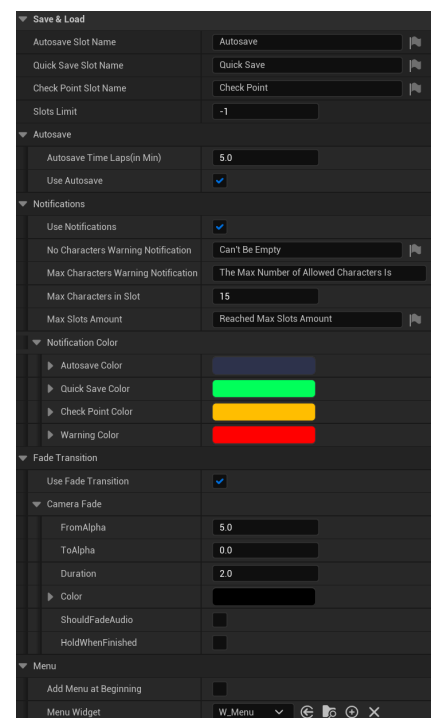 Save & Load
Autosave Slot Name Autosave
Quick Save Slot Name Quick Save
Check Point Slot Name Check Point
Slots Limit -1
Autosave
Autosave Time Laps(in Min) 5.0
Use Autosave
Notifications
Use Notifications
No Characters Warning Notification Can't Be Empty
Max Characters Warning Notification The Max Number of Allowed Characters Is
Max Characters in Slot 15
Max Slots Amount Reached Max Slots Amount
Notification Color
Autosave Color
Quick Save Color
Check Point Color
Warning Color
Fade Transition
Use Fade Transition
Camera Fade
FromAlpha 5.0
ToAlpha 0.0
Duration 2.0
Color
ShouldFadeAudio
HoldWhenFinished
Menu
Add Menu at Beginning
Menu Widget W_Menu